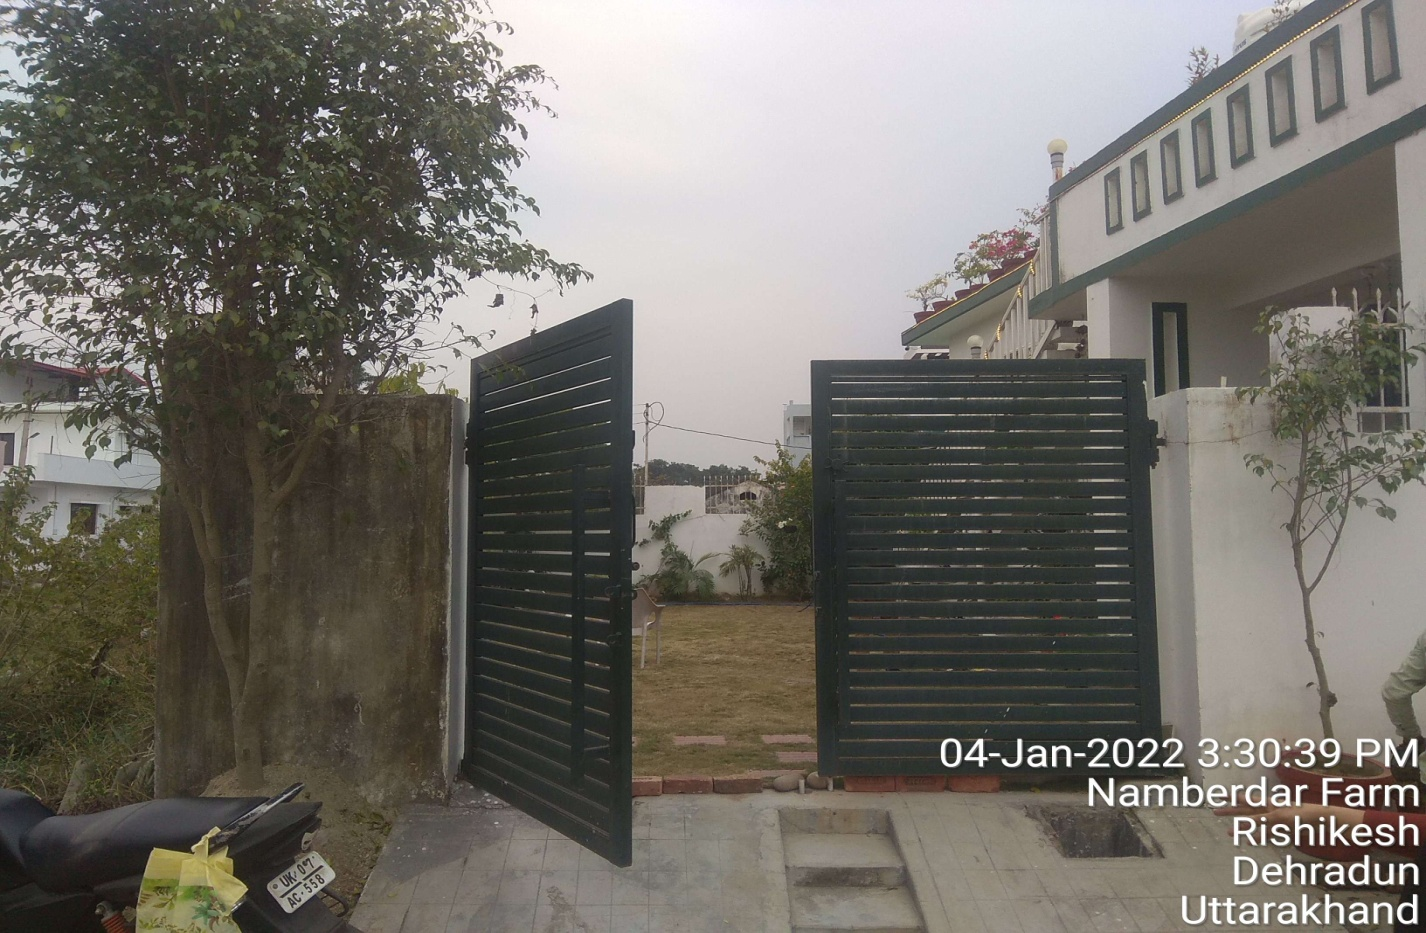 UK 07
AC-558
04-Jan-2022 3:30:39 PM
Namberdar Farm
Rishikesh
Dehradun
Uttarakhand